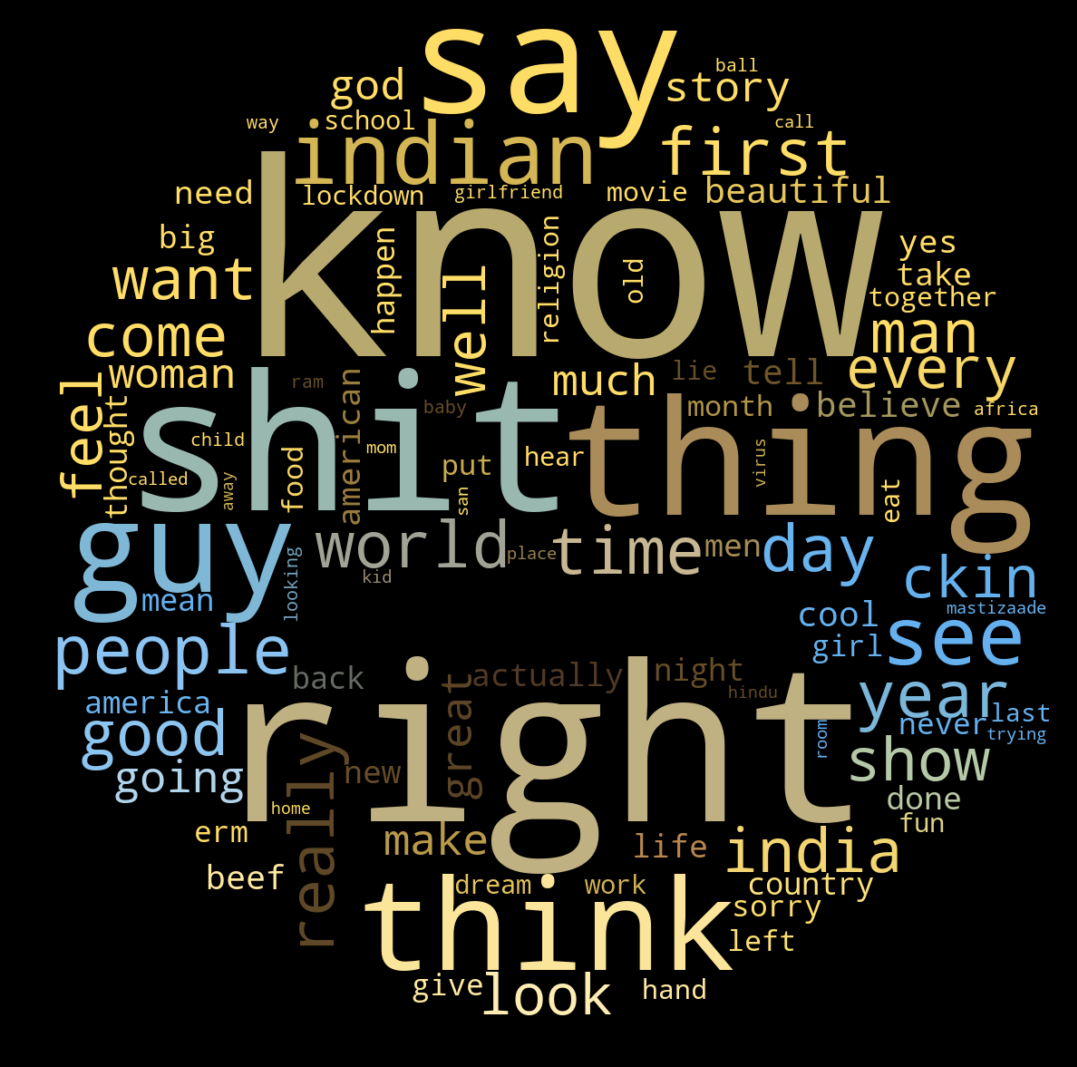 say
ball
god
story
way
school
call
indian
first
need
lockdown
girlfriend
movie
beautiful
know
big
happen
religion
old
yes
want
well
take
together
come
man
woman
ram
much
lie
tell
every
feel
thought
shit
american
baby
thing
month
believe
africa
child
mom
called
away
food
put
san
hear
virus
eat
guy
world
place
time
men
day
kid
looking
ckin
mean
cool
mastizaade
people
girl
see
back
right
actually
night
hindu
america
great
year
good
never
last
room
trying
going
really
new
show
home
done
erm
make
life
fun
india
beef
dream
work
country
think
sorry
left
give
look
hand